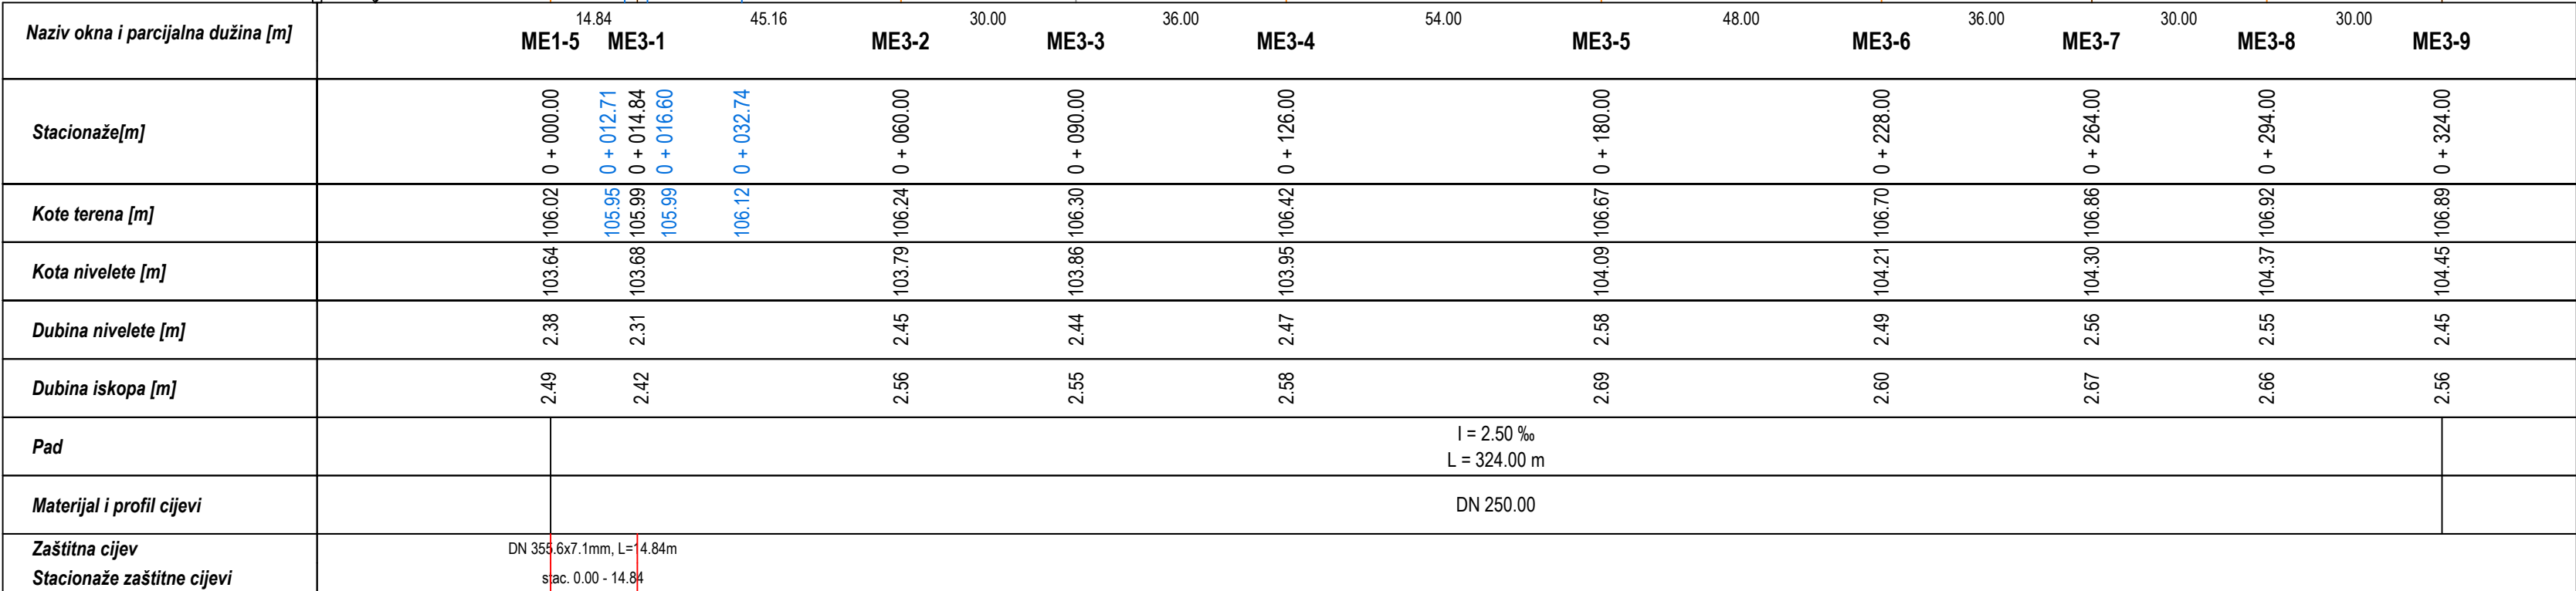 14.84 45.16 30.00 36.00 54.00 48.00 36.00 30.00 30.00
Naziv okna i parcijalna dužina [m]
ME1-5 ME3-1 ME3-2 ME3-3 ME3-4 ME3-5 ME3-6 ME3-7 ME3-8 ME3-9
Stacionaže[m] 0 + 000.00 0 + 012.71 0 + 014.84 0 + 016.60 0 + 032.74 0 + 060.00 0 + 090.00 0 + 126.00 0 + 180.00 0 + 228.00 0 + 264.00 0 + 294.00 0 + 324.00
Kote terena [m] 106.02 105.95 105.99 105.99 106.12 106.24 106.30 106.42 106.67 106.70 106.86 106.92 106.89
Kota nivelete [m] 103.64 103.68 103.79 103.86 103.95 104.09 104.21 104.30 104.37 104.45
Dubina nivelete [m] 2.38 2.31 2.45 2.44 2.47 2.58 2.49 2.56 2.55 2.45
Dubina iskopa [m] 2.49 2.42 2.56 2.55 2.58 2.69 2.60 2.67 2.66 2.56
Pad
I = 2.50 ‰
L = 324.00 m
Materijal i profil cijevi DN 250.00
Zaštitna cijev DN 355.6x7.1mm, L=14.84m
Stacionaže zaštitne cijevi stac. 0.00 - 14.84